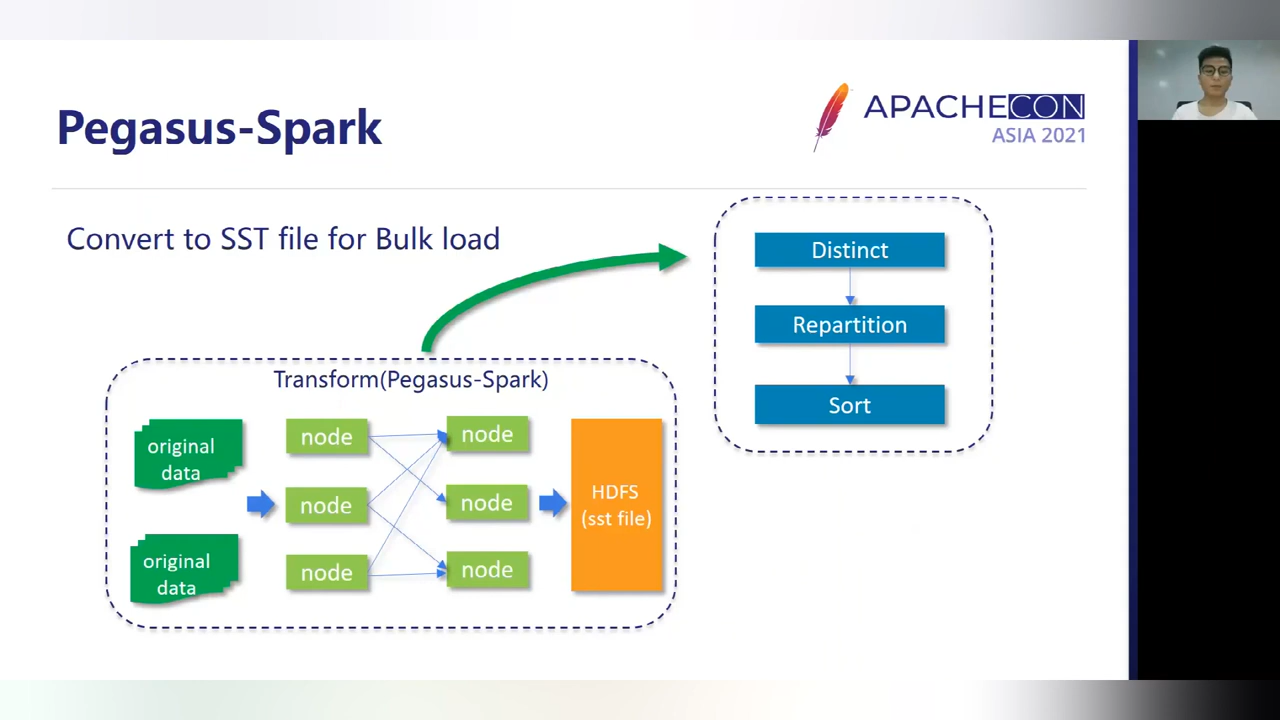 Pegasus-Spark
APACHECON
ASIA 2021
Convert to SST file for Bulk load
Distinct
Repartition
Sort
Transform(Pegasus-Spark)
original
data
original
data
node
node
node
node
node
node
HDFS
(sst file)